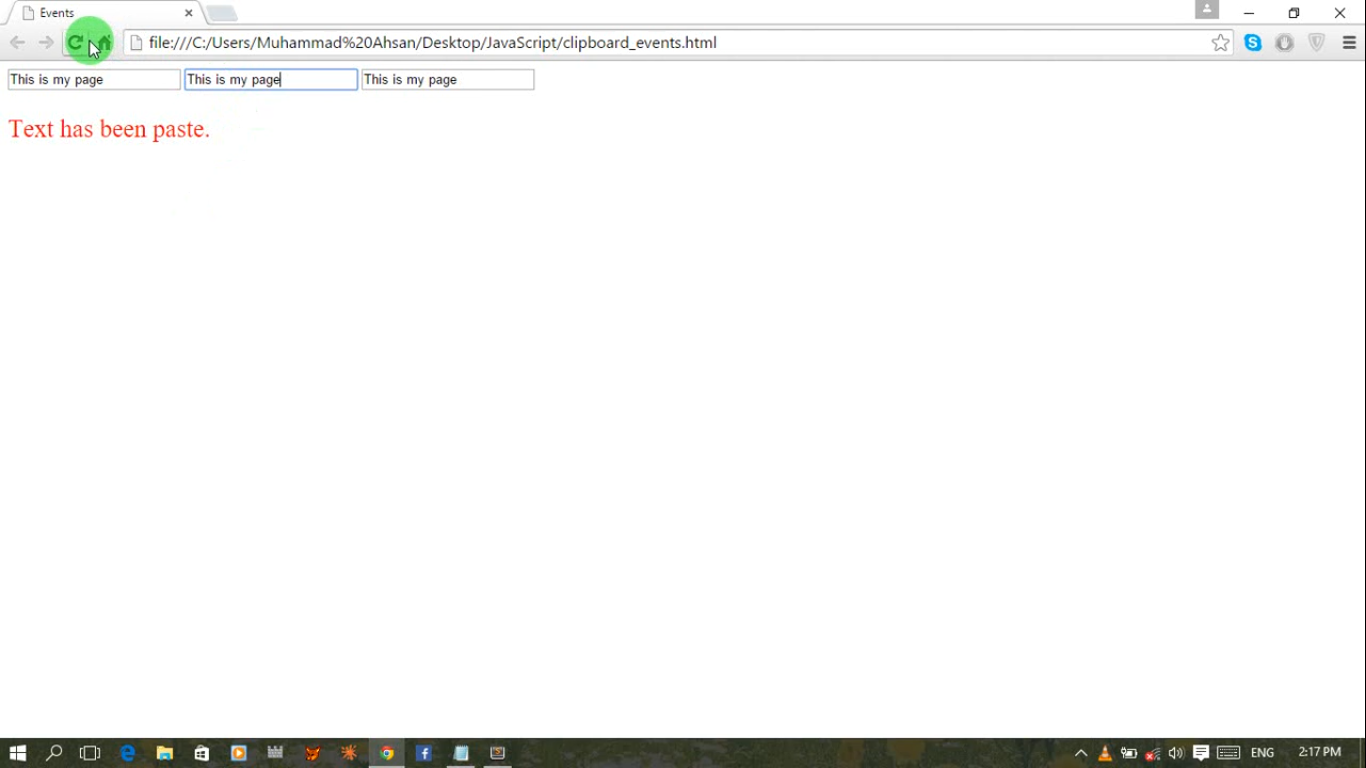 Events
file:///C:/Users/Muhammad%20Ahsan/Desktop/JavaScript/clipboard_events.html
This is my page This is my page This is my page
Text has been paste.
ENG 2:17 PM